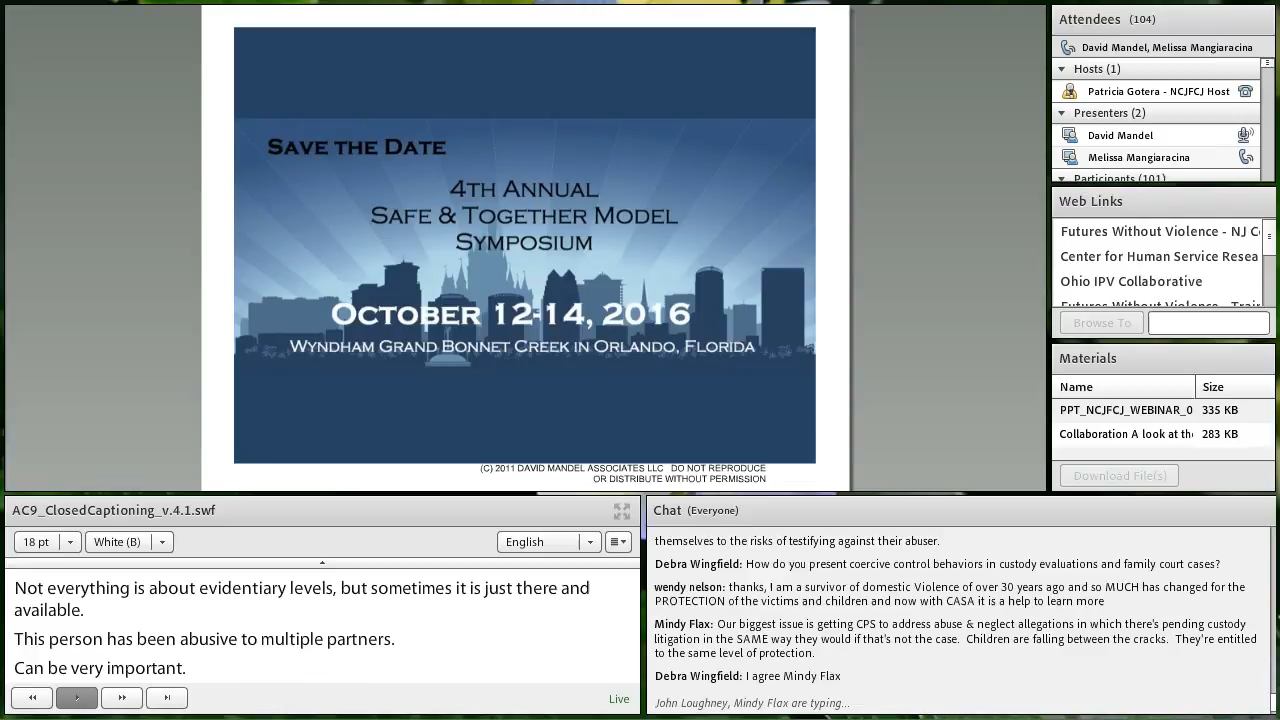 SAVE THE DATE
4TH ANNUAL
SAFE & TOGETHER MODEL
SYMPOSIUM
OCTOBER 12-14, 2016
WYNDHAM GRAND BONNET CREEK IN ORLANDO, FLORIDA
(C) 2011 DAVID MANDEL ASSOCIATES LLC DO NOT REPRODUCE
OR DISTRIBUTE WITHOUT PERMISSION
Attendees (104)
David Mandel, Melissa Mangiaracina
Hosts (1)
Patricia Gotera - NCJFCJ Host
Presenters (2)
David Mandel
Melissa Mangiaracina
Participants (101)
Web Links
Futures Without Violence - NJ C
Center for Human Service Resea
Ohio IPV Collaborative
Futures Without Violence - Trai
Browse To
Materials
Name Size
PPT_NCJFCJ_WEBINAR_0 335 KB
Collaboration A look at the 283 KB
Download File(s)
AC9_ClosedCaptioning_v.4.1.swf
18 pt White (B) English
Not everything is about evidentiary levels, but sometimes it is just there and
available.
This person has been abusive to multiple partners.
Can be very important.
Live
Chat (Everyone)
themselves to the risks of testifying against their abuser.
Debra Wingfield: How do you present coercive control behaviors in custody evaluations and family court cases?
wendy nelson: thanks, I am a survivor of domestic Violence of over 30 years ago and so MUCH has changed for the
PROTECTION of the victims and children and now with CASA it is a help to learn more
Mindy Flax: Our biggest issue is getting CPS to address abuse & neglect allegations in which there's pending custody
litigation in the SAME way they would if that's not the case. Children are falling between the cracks. They're entitled
to the same level of protection.
Debra Wingfield: I agree Mindy Flax
John Loughney, Mindy Flax are typing...